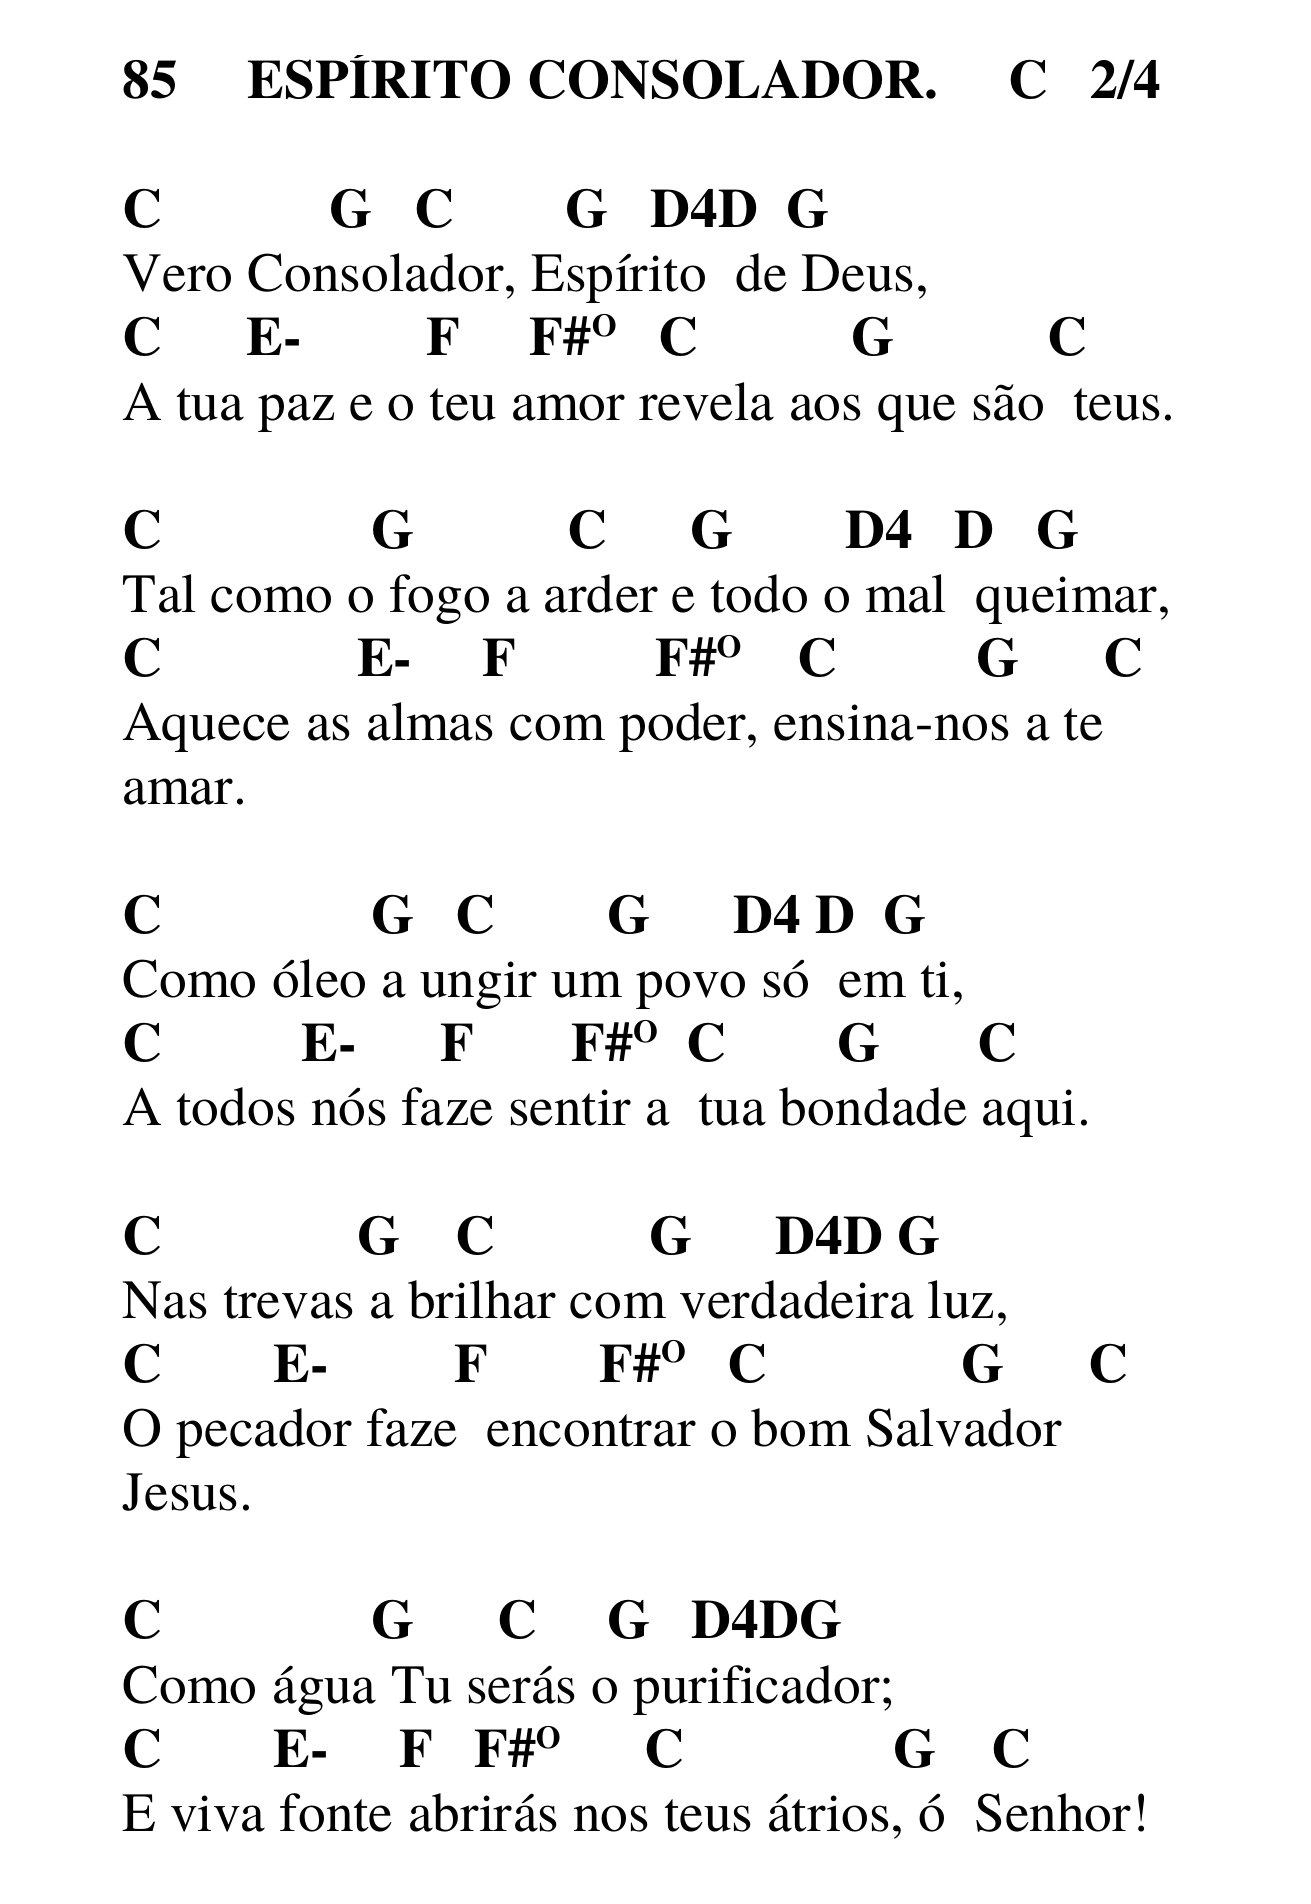 85 ESPÍRITO CONSOLADOR. C 2/4
C G C G D4D G
Vero Consolador, Espírito de Deus,
C E- F F#º C G C
A tua paz e o teu amor revela aos que são teus.
C G C G D4 D G
Tal como o fogo a arder e todo o mal queimar,
C E- F F#º C G C
Aquece as almas com poder, ensina-nos a te
amar.
C G C G D4 D G
Como óleo a ungir um povo só em ti,
C E- F F#º C G C
A todos nós faze sentir a tua bondade aqui.
C G C G D4D G
Nas trevas a brilhar com verdadeira luz,
C E- F F#º C G C
O pecador faze encontrar o bom Salvador
Jesus.
C G C G D4DG
Como água Tu serás o purificador;
C E- F F#º C G C
E viva fonte abrirás nos teus átrios, ó Senhor!